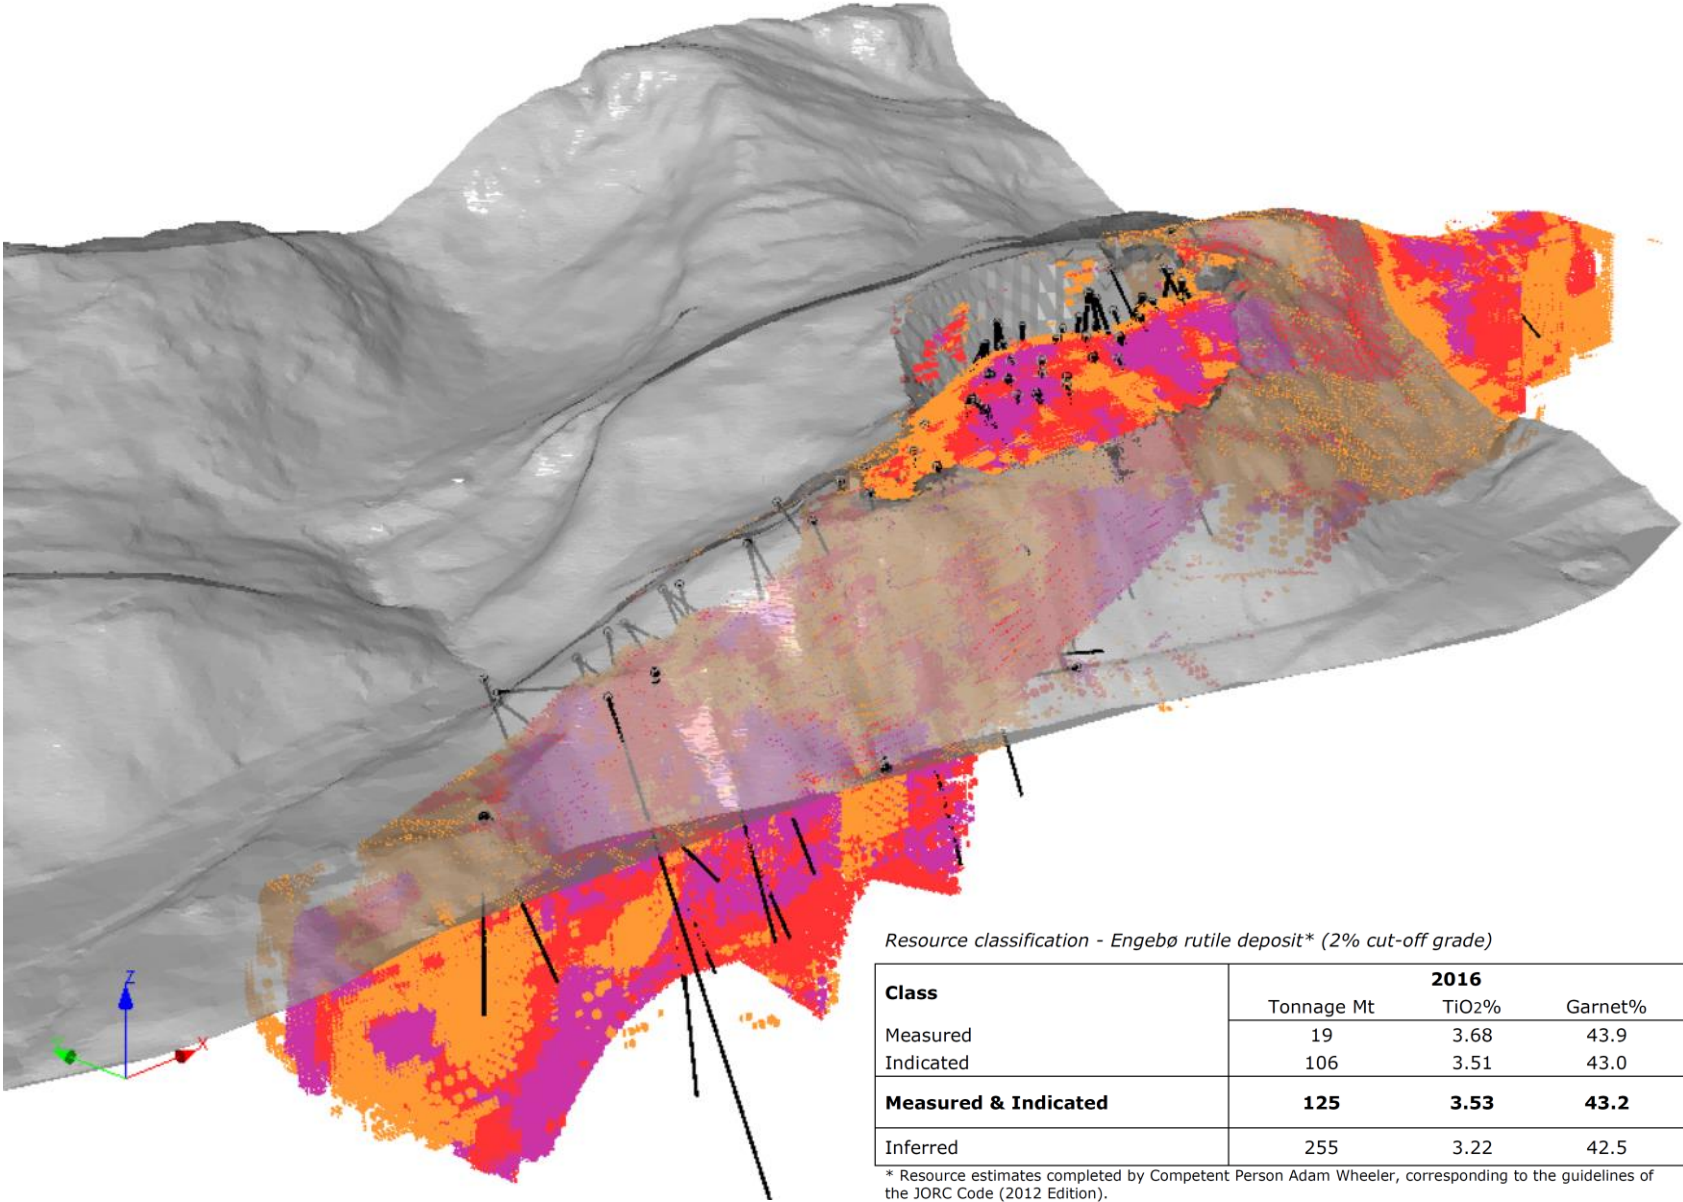 Z
X
Resource classification - Engebø rutile deposit* (2% cut-off grade)
Class
2016
Tonnage Mt TiO2% Garnet%
Measured 19 3.68 43.9
Indicated 106 3.51 43.0
Measured & Indicated 125 3.53 43.2
Inferred 255 3.22 42.5
* Resource estimates completed by Competent Person Adam Wheeler, corresponding to the guidelines of
the JORC Code (2012 Edition).